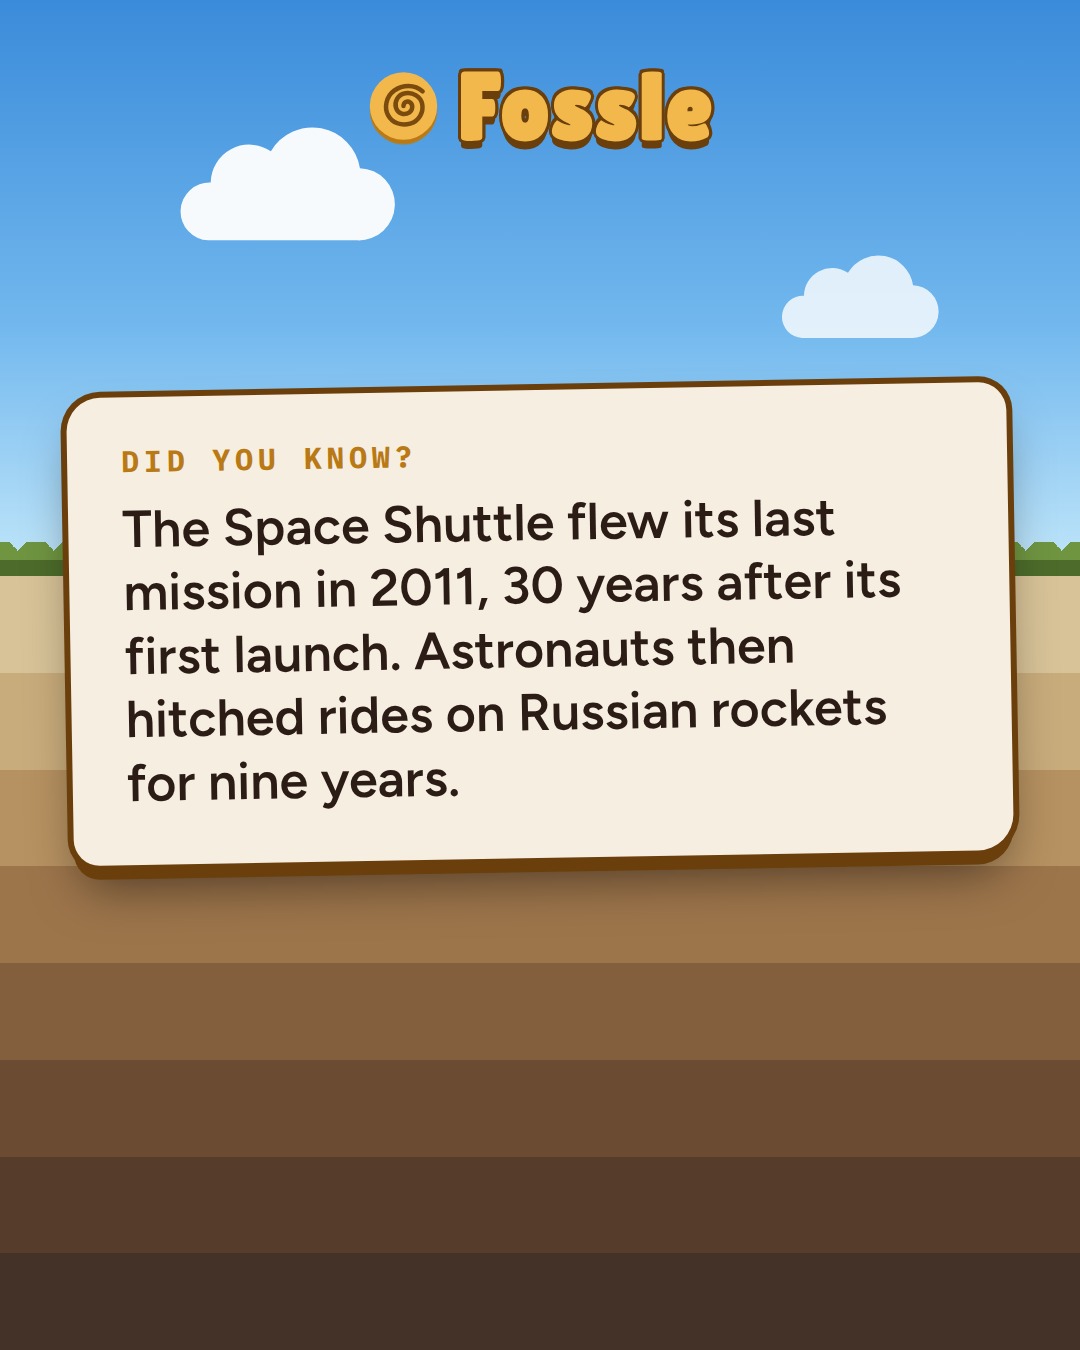 Fossle
DID YOU KNOW?
The Space Shuttle flew its last
mission in 2011, 30 years after its
first launch. Astronauts then
hitched rides on Russian rockets
for nine years.